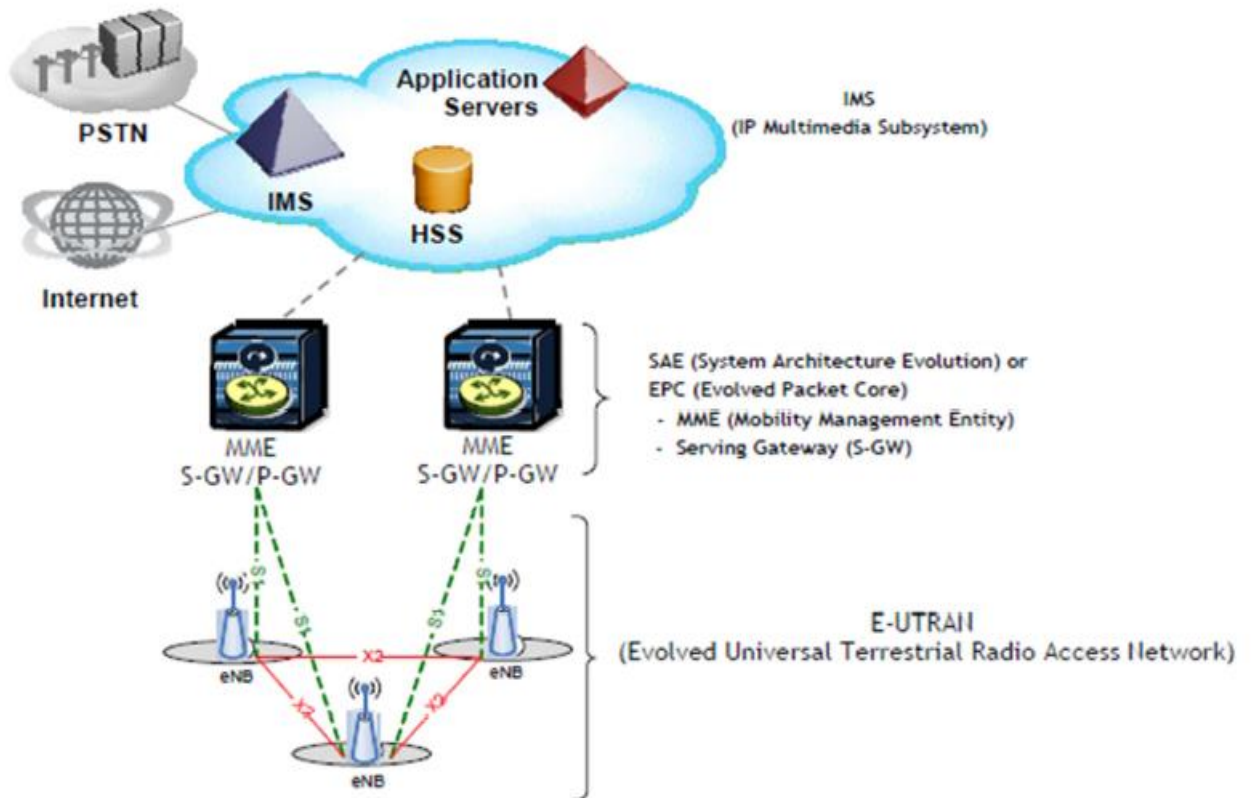 Application
Servers
IMS
(IP Multimedia Subsystem)
PSTN
IMS
HSS
Internet
SAE (System Architecture Evolution) or
EPC (Evolved Packet Core)
- MME (Mobility Management Entity)
- Serving Gateway (S-GW)
MME
S-GW/P-GW
MME
S-GW/P-GW
S1
S1
S1
S1
E-UTRAN
(Evolved Universal Terrestrial Radio Access Network)
X2
eNB
eNB
X2
X2
eNB